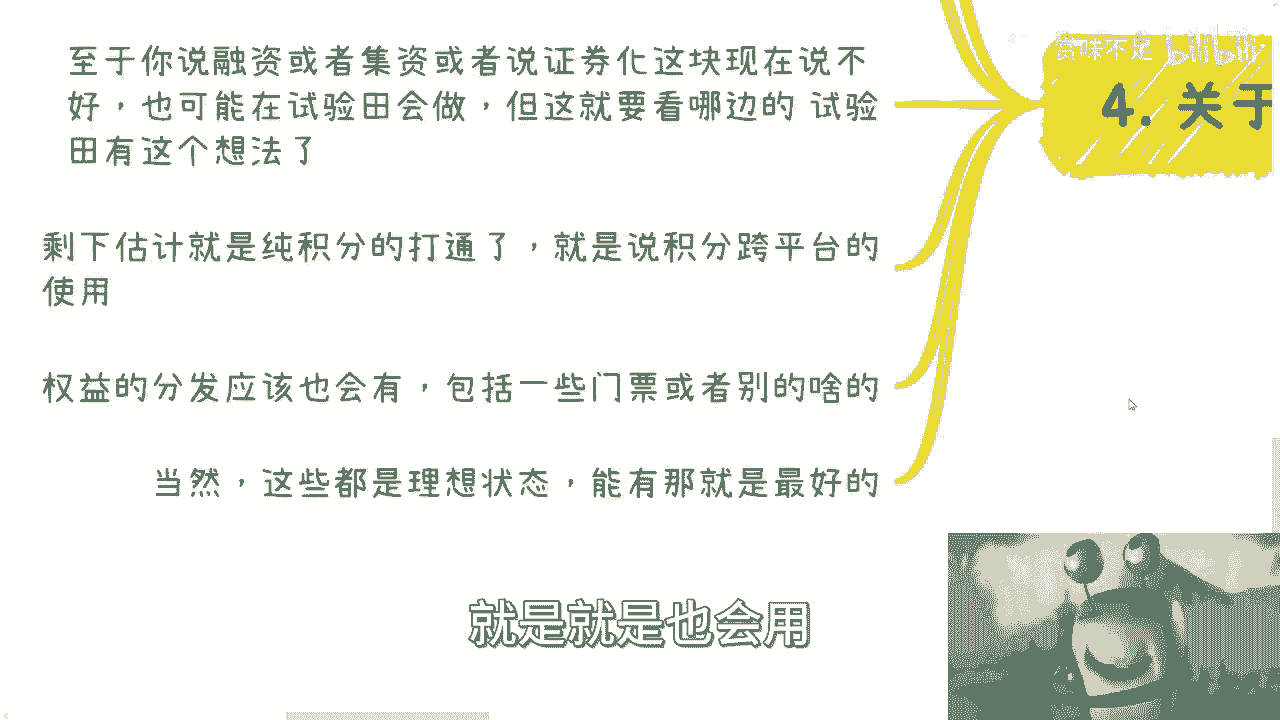 赏味不足 bilibili
至于你说融资或者集资或者说证券化这块现在说不
好，也可能在试验田会做，但这就要看哪边的 试验
田有这个想法了
4. 关于
剩下估计就是纯积分的打通了，就是说积分跨平台的
使用
权益的分发应该也会有，包括一些门票或者别的啥的
当然，这些都是理想状态，能有那就是最好的
就是就是也会用